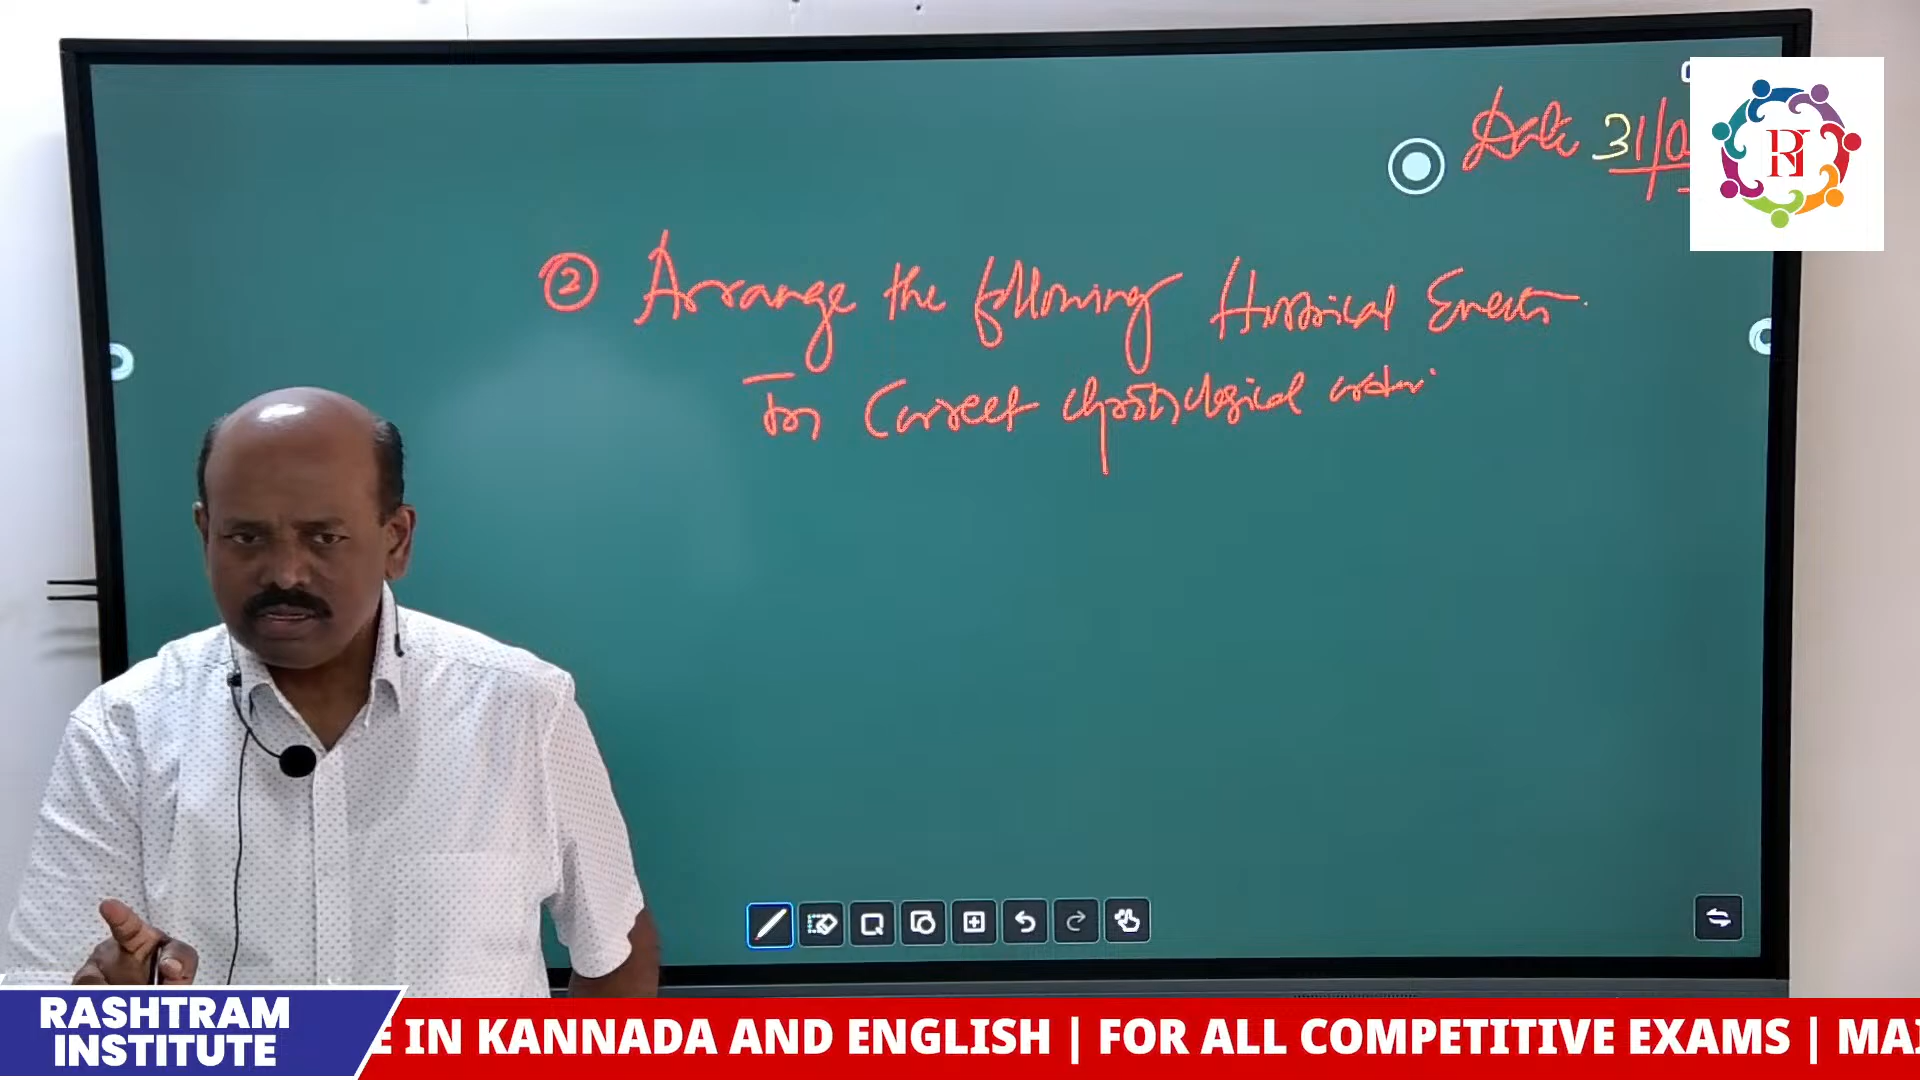 Date 31/0
② Arrange the following Historical Events
In Correct chronological order.
RASHTRAM
INSTITUTE
E IN KANNADA AND ENGLISH | FOR ALL COMPETITIVE EXAMS | MAI